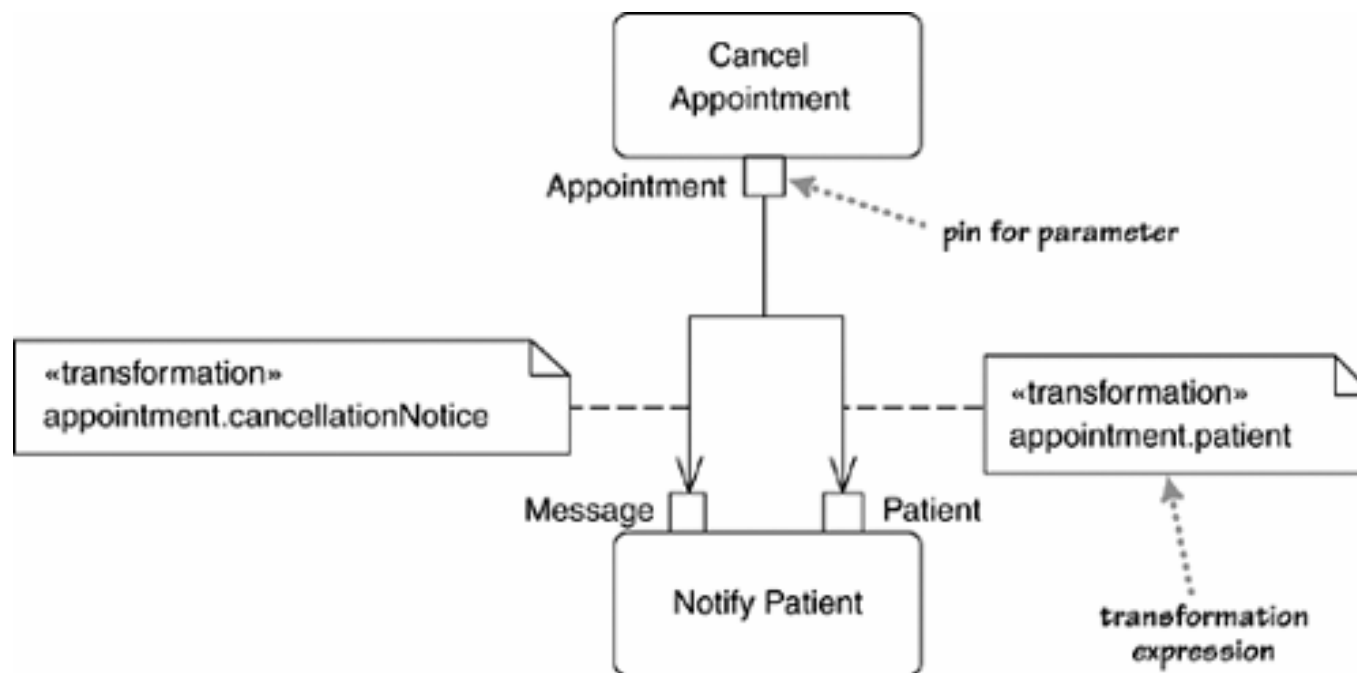 Cancel
Appointment
Appointment
pin for parameter
«transformation»
appointment.cancellationNotice
«transformation»
appointment.patient
Message
Patient
Notify Patient
transformation
expression